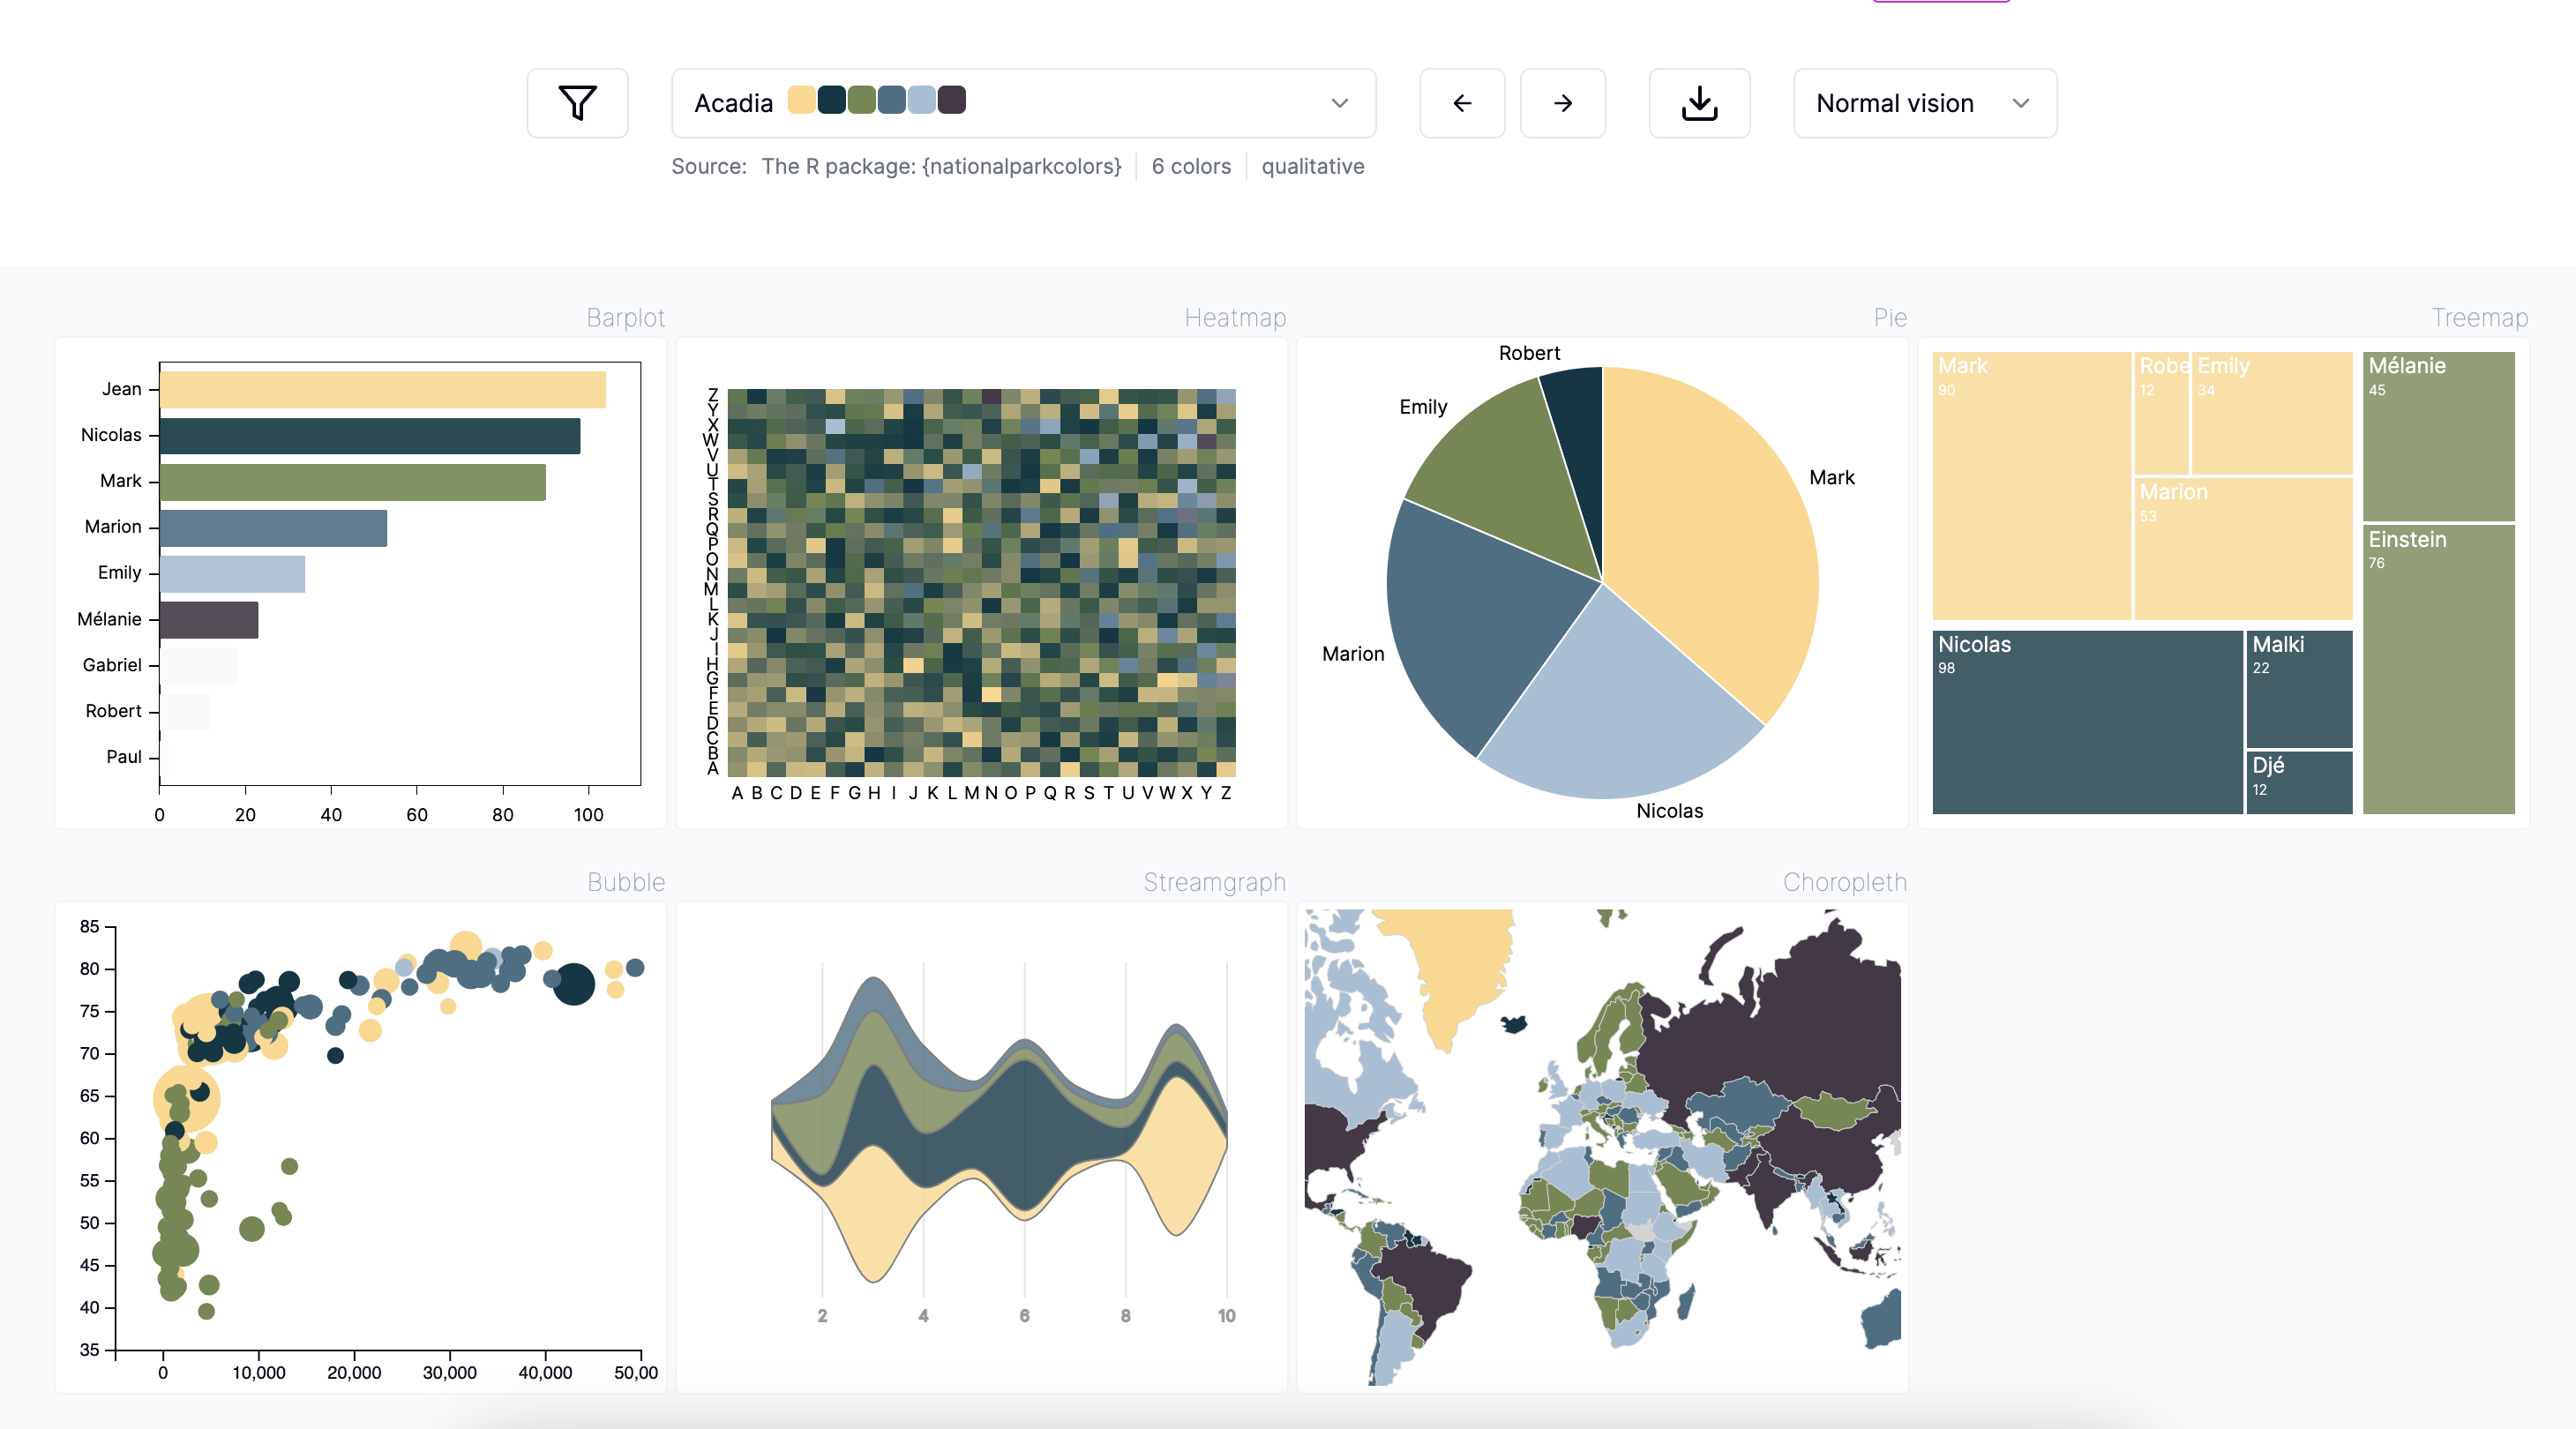 Acadia
Normal vision
Source: The R package: {nationalparkcolors} 6 colors qualitative
Barplot
Jean
Nicolas
Mark
Marion
Emily
Mélanie
Gabriel
Robert
Paul
0 20 40 60 80 100
Heatmap
Z
Y
X
W
V
U
T
S
R
Q
P
O
N
M
L
K
J
I
H
G
F
E
D
C
B
A
A B C D E F G H I J K L M N O P Q R S T U V W X Y Z
Pie
Robert
Emily
Mark
Marion
Nicolas
Treemap
Mark
90
Robe
12
Emily
34
Marion
53
Mélanie
45
Einstein
76
Nicolas
98
Malki
22
Djé
12
Bubble
85
80
75
70
65
60
55
50
45
40
35
0 10,000 20,000 30,000 40,000 50,00
Streamgraph
2 4 6 8 10
Choropleth